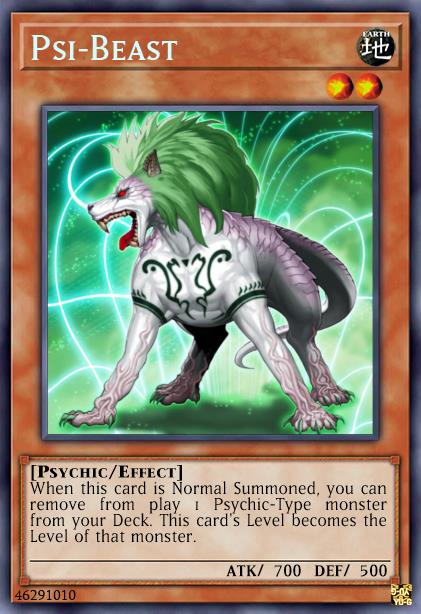 PSI-BEAST
EARTH
地
[PSYCHIC/EFFECT]
When this card is Normal Summoned, you can
remove from play 1 Psychic-Type monster
from your Deck. This card's Level becomes the
Level of that monster.
ATK/ 700 DEF/ 500
46291010